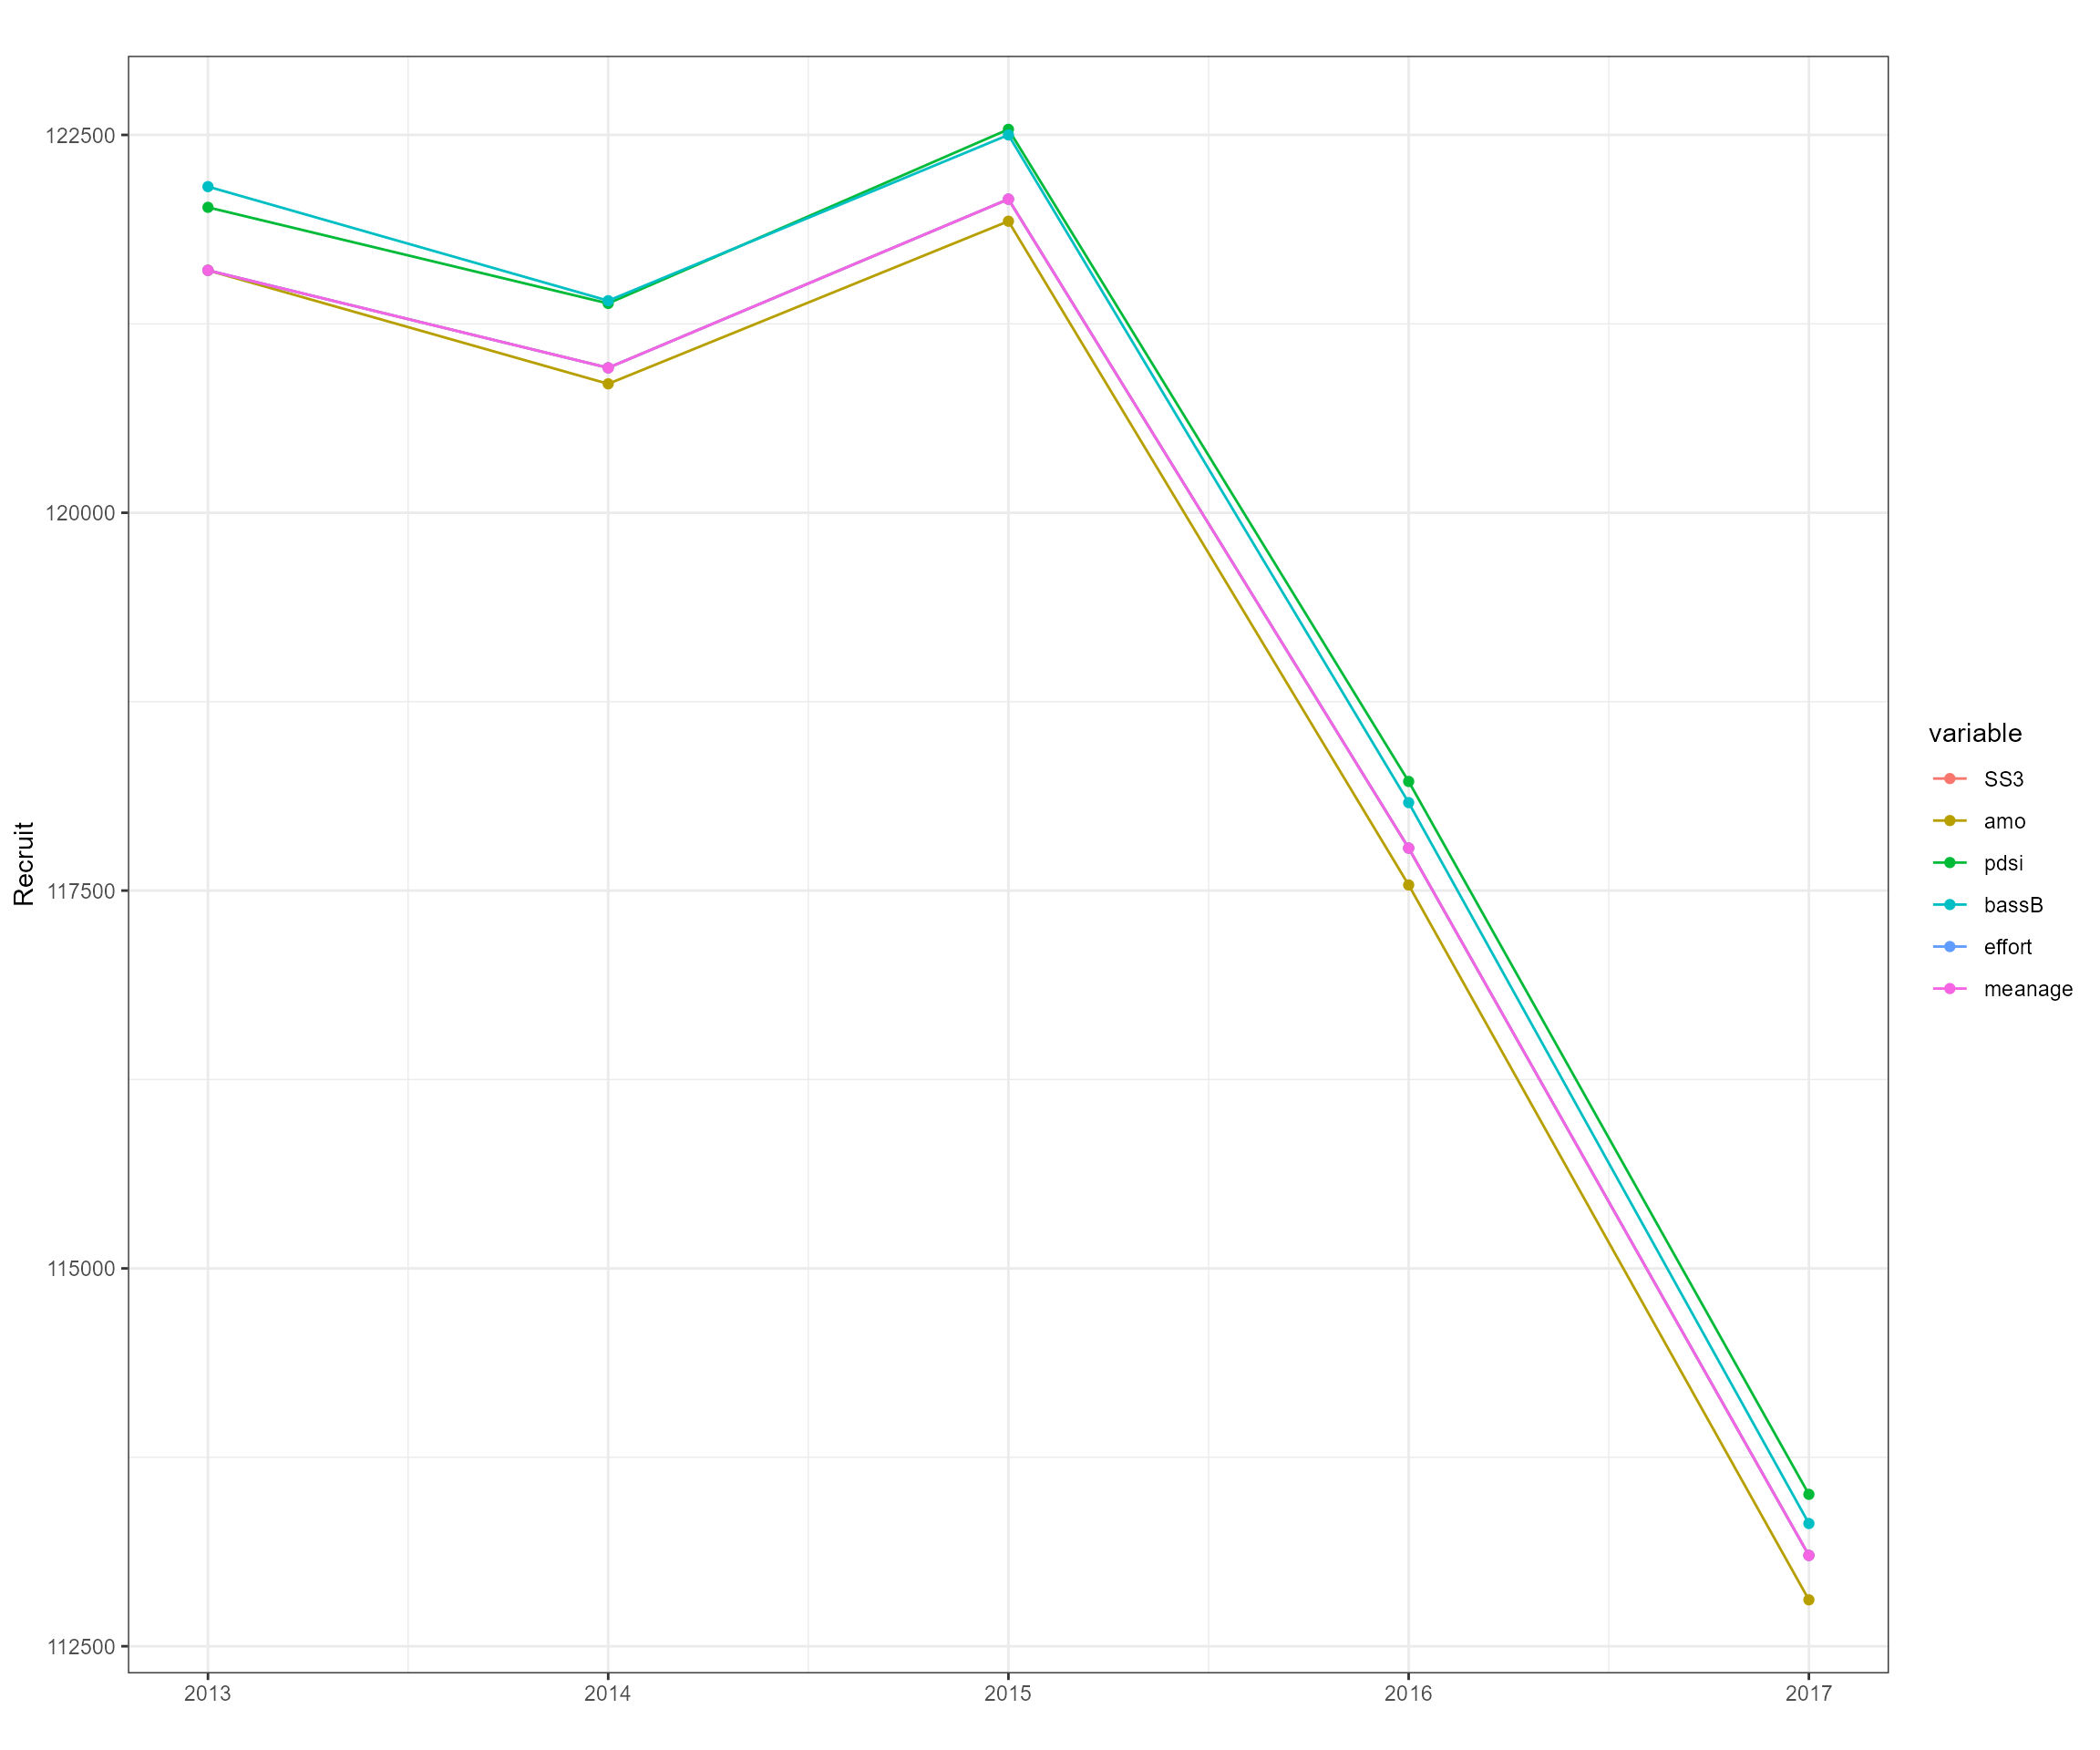 122500
120000
117500
115000
112500
Recruit
2013 2014 2015 2016 2017
variable
SS3
amo
pdsi
bassB
effort
meanage